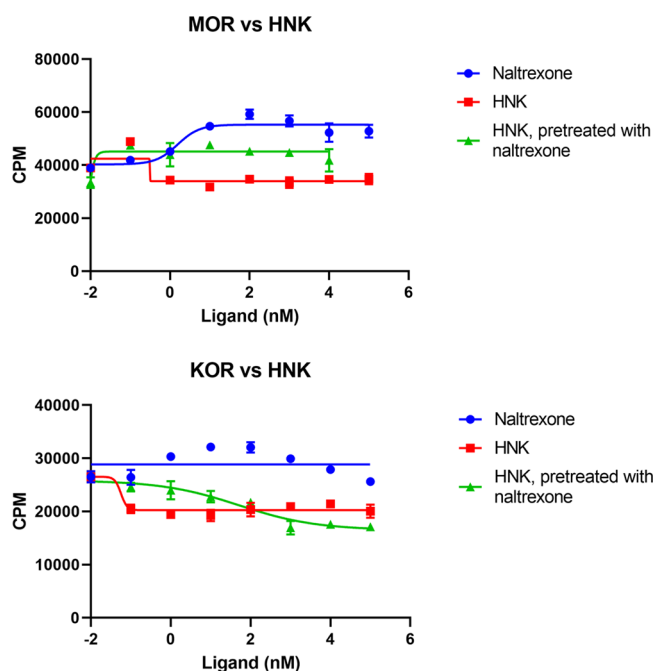 MOR vs HNK
80000
60000
40000
20000
0
CPM
-2
0
2
4
6
Ligand (nM)
Naltrexone
HNK
HNK, pretreated with
naltrexone
KOR vs HNK
40000
30000
20000
10000
0
CPM
-2
0
2
4
6
Ligand (nM)
Naltrexone
HNK
HNK, pretreated with
naltrexone